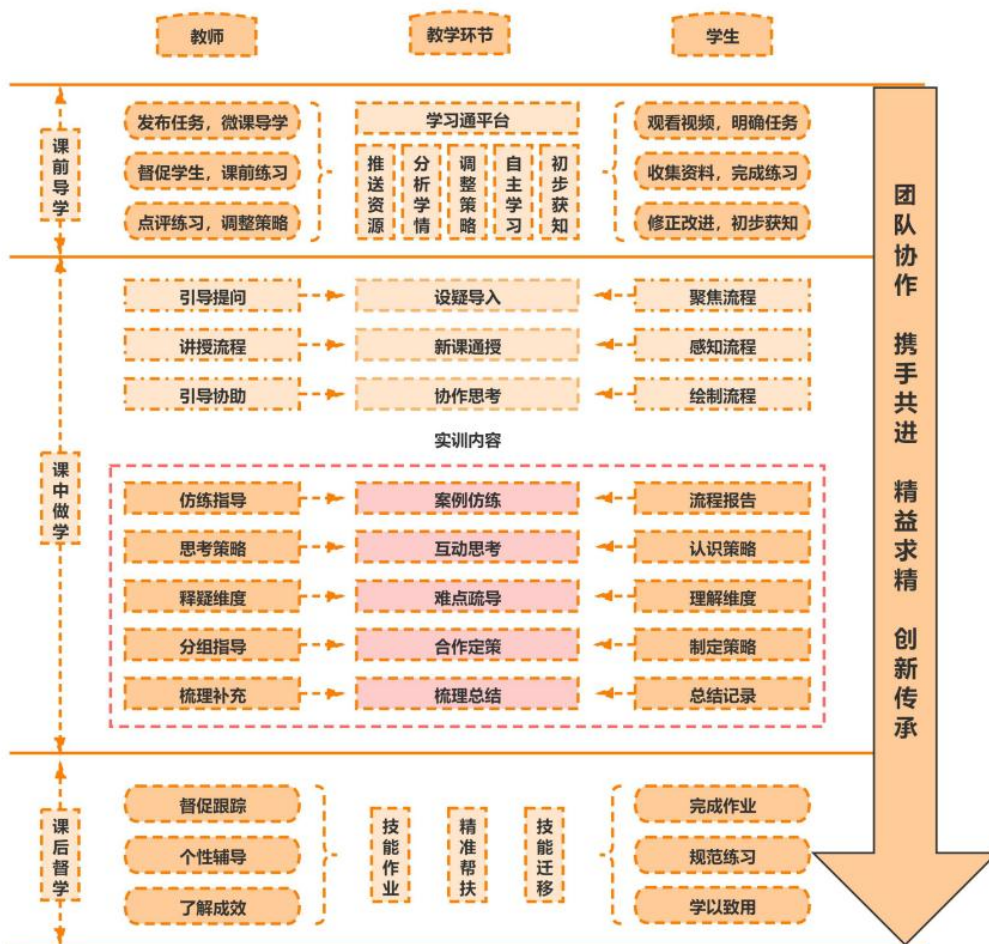 教师
教学环节
学生
课前导学
发布任务，微课导学
督促学生，课前练习
点评练习，调整策略
学习通平台
推送资源
分析学情
调整策略
自主学习
初步获知
观看视频，明确任务
收集资料，完成练习
修正改进，初步获知
课中做学
引导提问
设疑导入
聚焦流程
讲授流程
新课通授
感知流程
引导协助
协作思考
绘制流程
实训内容
仿练指导
案例仿练
流程报告
思考策略
互动思考
认识策略
释疑维度
难点疏导
理解维度
分组指导
合作定策
制定策略
梳理补充
梳理总结
总结记录
课后督学
督促跟踪
个性辅导
了解成效
技能作业
精准帮扶
技能迁移
完成作业
规范练习
学以致用
团队协作 携手共进 精益求精 创新传承